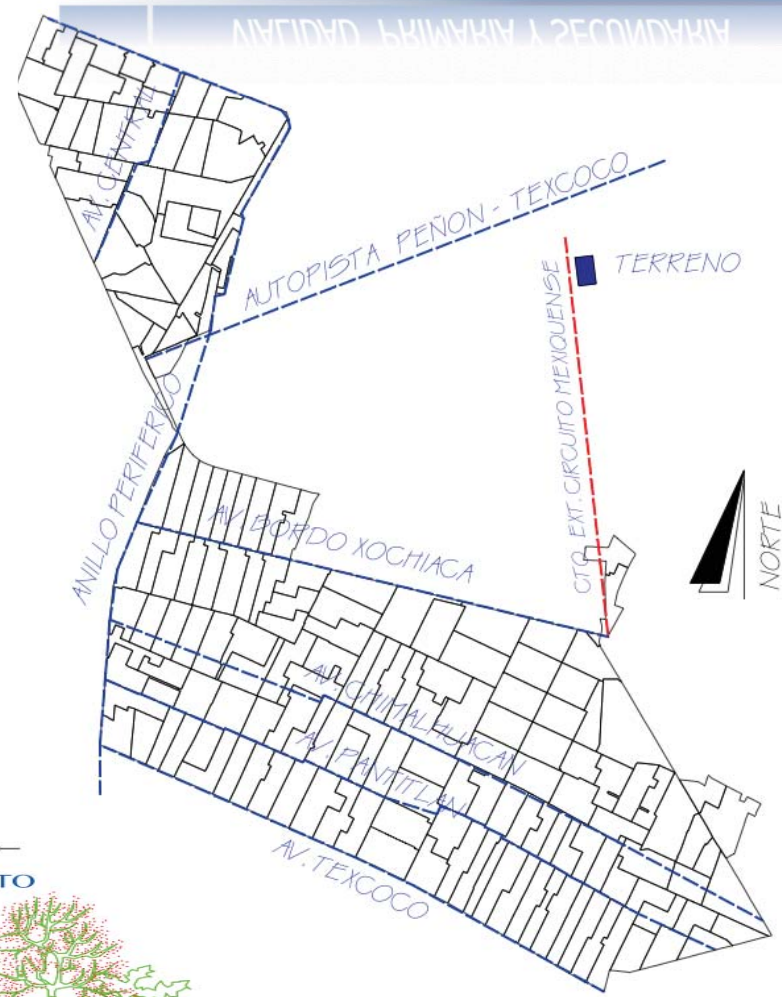 VIALIDAD PRIMARIA Y SECUNDARIA
AV. CENTRAL
AUTOPISTA PEÑON - TEXCOCO
TERRENO
CTO. EXT. CIRCUITO MEXIQUENSE
ANILLO PERIFERICO
AV. BORDO XOCHIACA
NORTE
AV. CHIMALHUACAN
AV. PANTITLAN
AV. TEXCOCO
TO